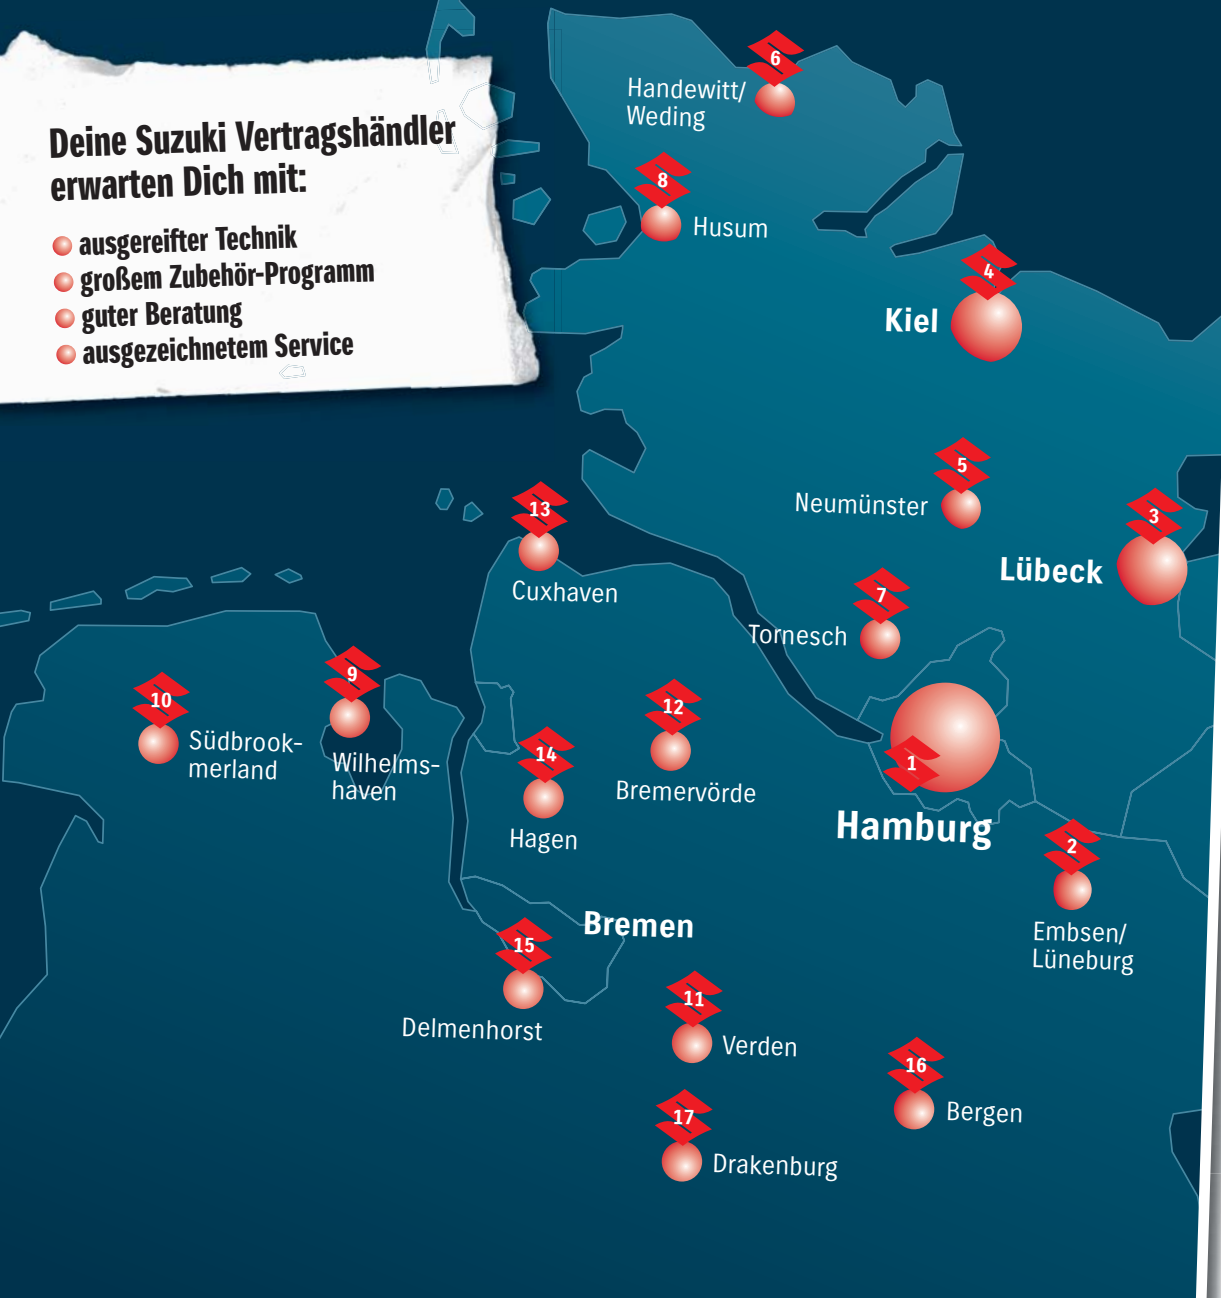 Deine Suzuki Vertragshändler
erwarten Dich mit:
ausgereifter Technik
großem Zubehör-Programm
guter Beratung
ausgezeichnetem Service
6
Handewitt/
Weding
8
Husum
4
Kiel
5
Neumünster
3
Lübeck
13
Cuxhaven
7
Tornesch
10
Südbrook-
merland
9
Wilhelms-
haven
12
Bremervörde
14
Hagen
1
Hamburg
2
Embsen/
Lüneburg
Bremen
15
Delmenhorst
11
Verden
16
Bergen
17
Drakenburg